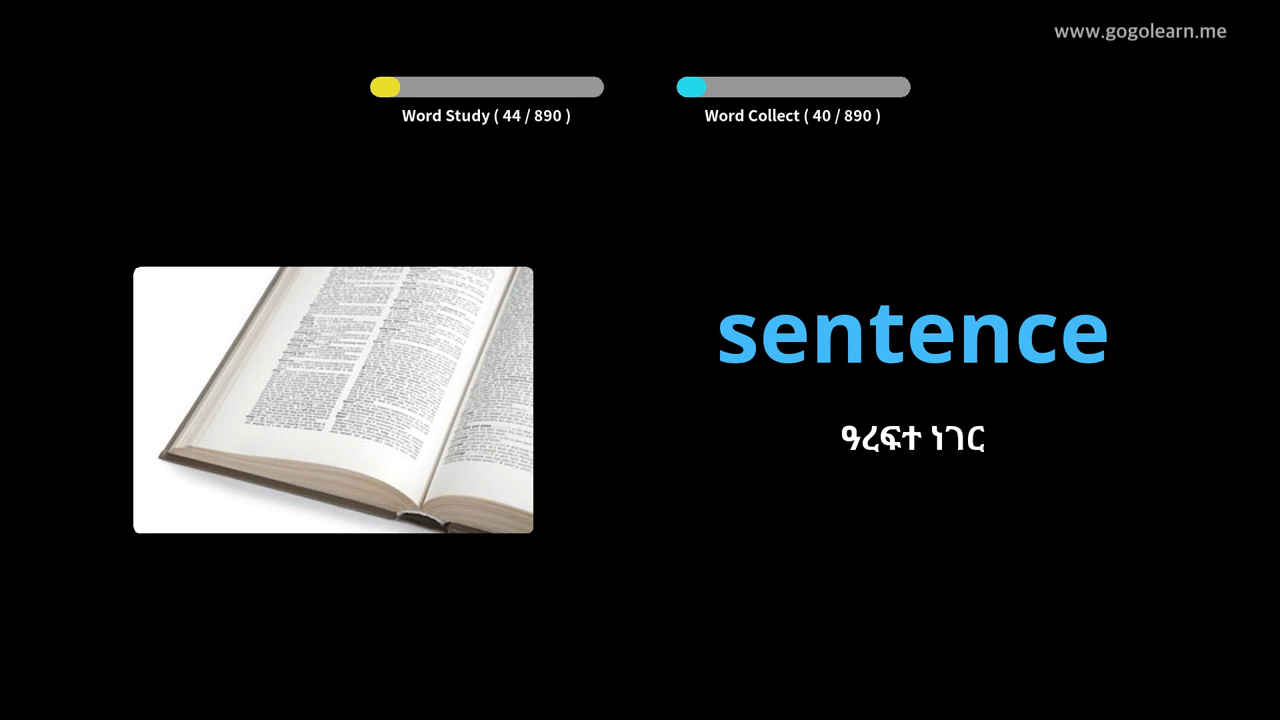 www.gogolearn.me
Word Study ( 44 / 890 )
Word Collect ( 40 / 890 )
sentence
ዓረፍተ ነገር